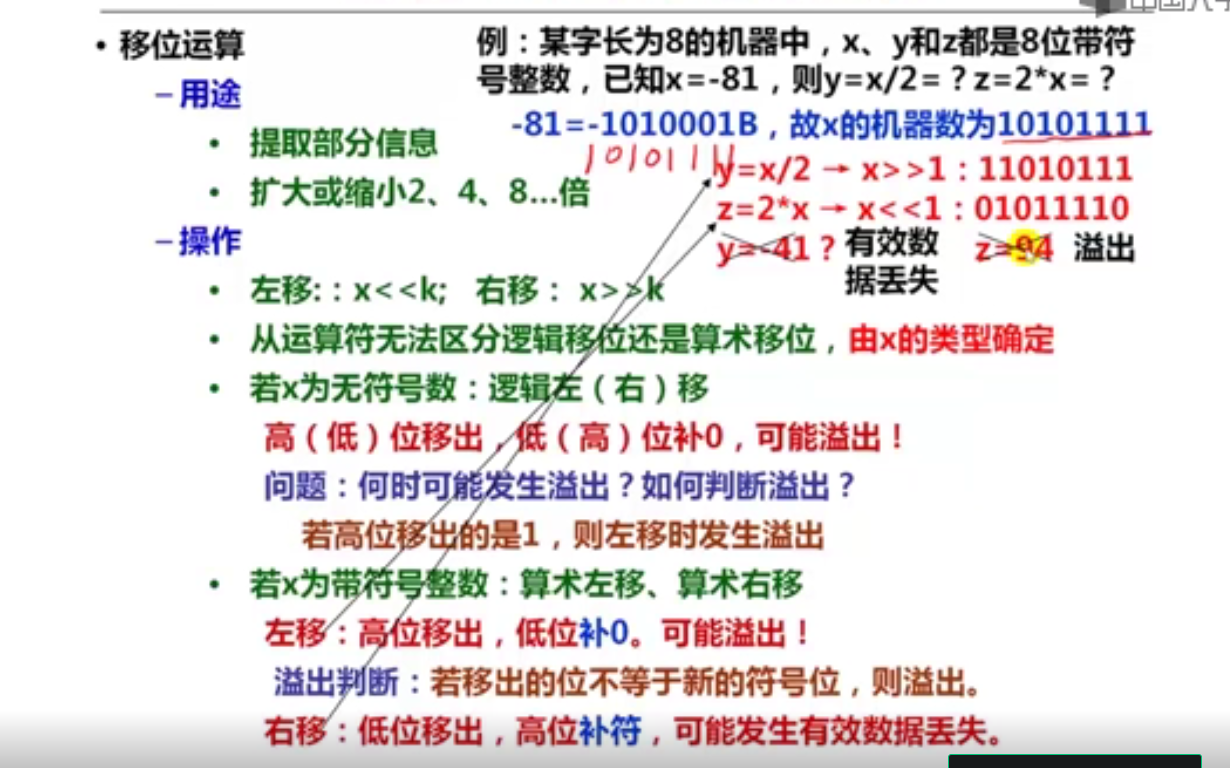 • 移位运算
– 用途
• 提取部分信息
• 扩大或缩小2、4、8…倍
– 操作
• 左移:：x<<k; 右移： x>>k
• 从运算符无法区分逻辑移位还是算术移位，由x的类型确定
• 若x为无符号数：逻辑左（右）移
高（低）位移出，低（高）位补0，可能溢出！
问题：何时可能发生溢出？如何判断溢出？
若高位移出的是1，则左移时发生溢出
• 若x为带符号整数：算术左移、算术右移
左移：高位移出，低位补0。可能溢出！
溢出判断：若移出的位不等于新的符号位，则溢出。
右移：低位移出，高位补符，可能发生有效数据丢失。
例：某字长为8的机器中，x、y和z都是8位带符
号整数，已知x=-81，则y=x/2=？z=2*x=？
-81=-1010001B，故x的机器数为10101111
10101111
y=x/2 → x>>1：11010111
z=2*x → x<<1：01011110
y=-41？ 有效数 z=94 溢出
据丢失